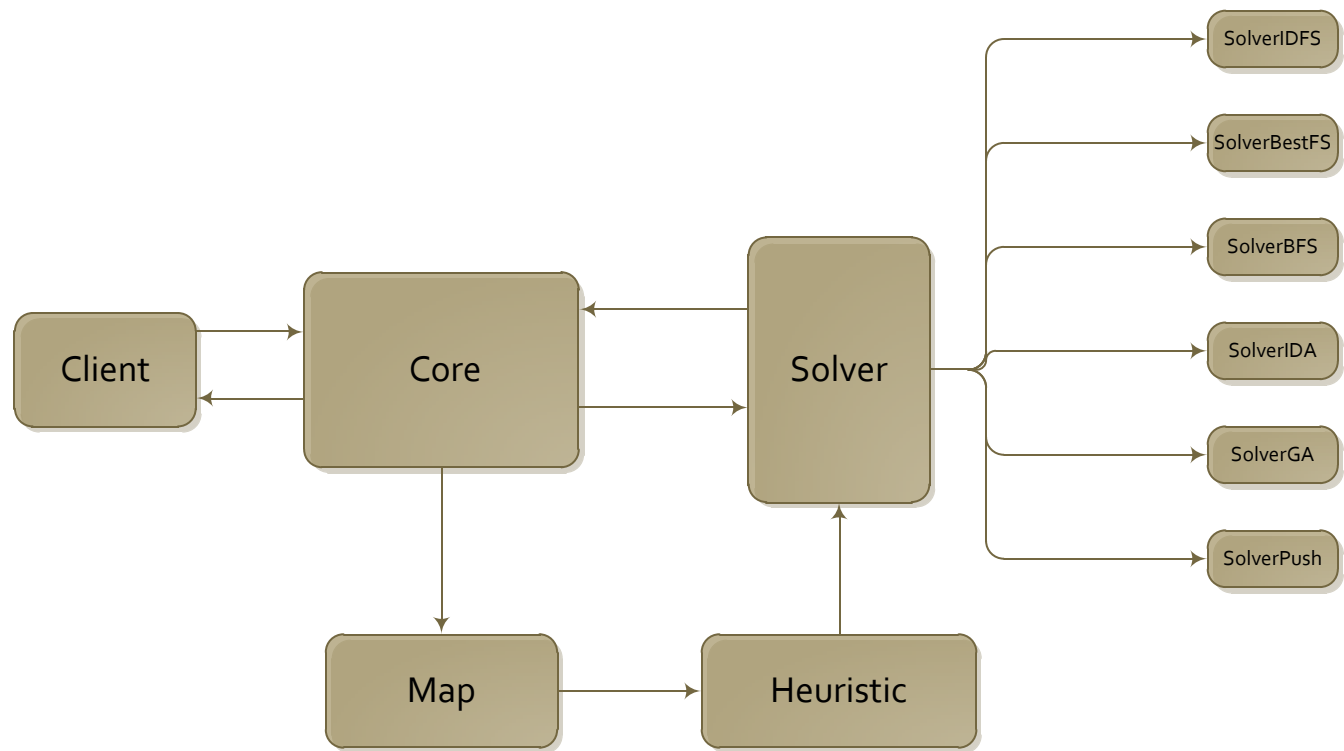 SolverIDFS
SolverBestFS
SolverBFS
Client
Core
Solver
SolverIDA
SolverGA
SolverPush
Map
Heuristic